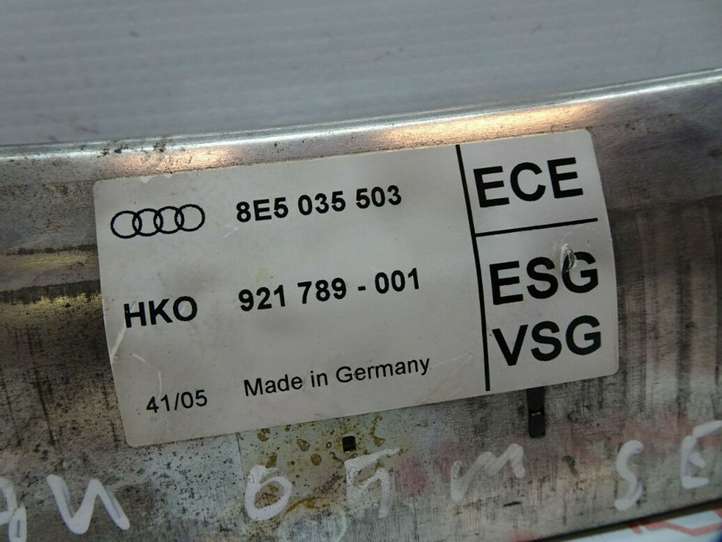 8E5 035 503
ECE
HKO 921 789 - 001
ESG
VSG
41/05 Made in Germany